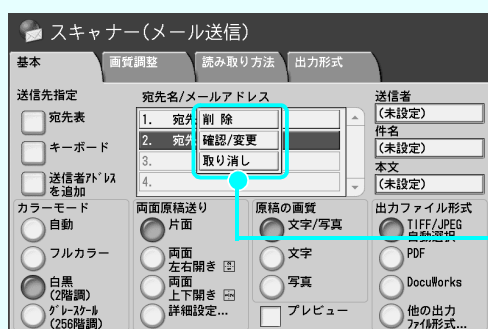 スキャナー(メール送信)
基本
画質調整
読み取り方法
出力形式
送信先指定
宛先表
キーボード
送信者ｱﾄﾞﾚｽ
を追加
宛先名/メールアドレス
1. 宛先
2. 宛先
3.
4.
削 除
確認/変更
取り消し
送信者
(未設定)
件名
(未設定)
本文
(未設定)
カラーモード
自動
フルカラー
白黒
(2階調)
ｸﾞﾚｰｽｹｰﾙ
(256階調)
両面原稿送り
片面
両面
左右開き
両面
上下開き
詳細設定...
原稿の画質
文字/写真
文字
写真
プレビュー
出力ファイル形式
TIFF/JPEG
自動選択
PDF
DocuWorks
他の出力
ﾌｧｲﾙ形式...